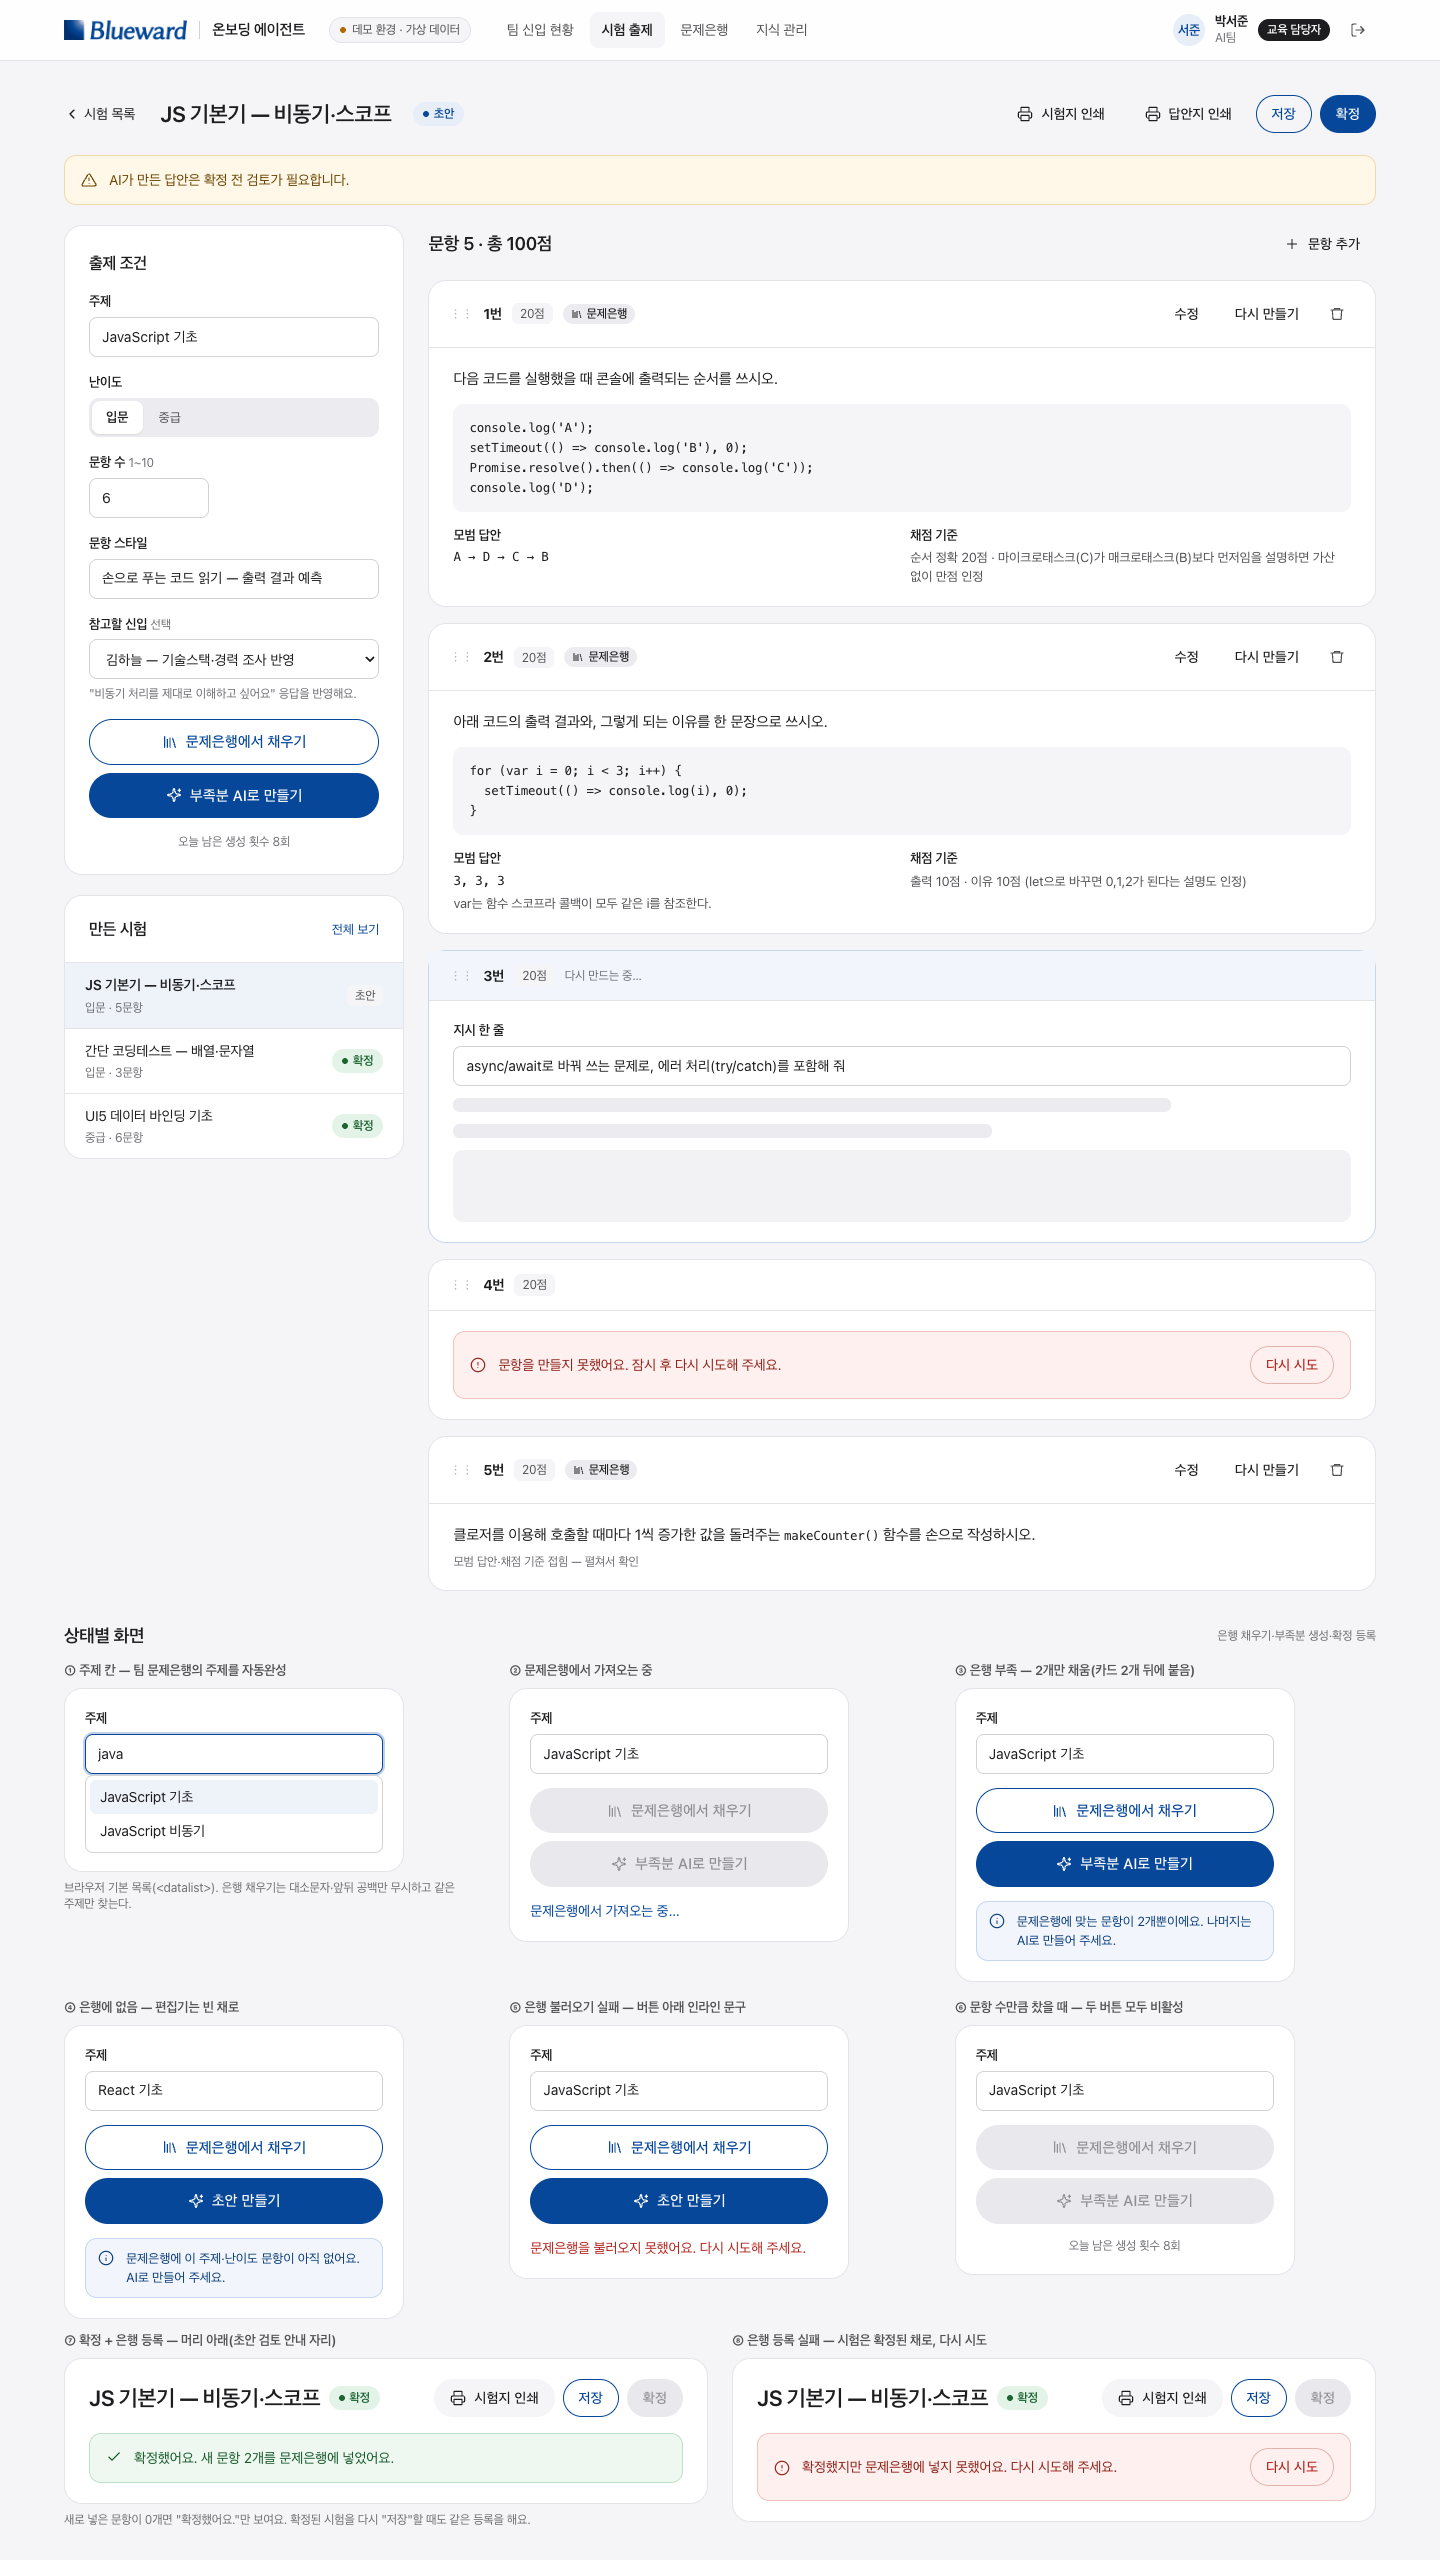 Blueward
온보딩 에이전트
데모 환경 · 가상 데이터
팀 신입 현황
시험 출제
문제은행
지식 관리
서준
박서준
AI팀
교육 담당자
시험 목록
JS 기본기 — 비동기·스코프
초안
시험지 인쇄
답안지 인쇄
저장
확정
AI가 만든 답안은 확정 전 검토가 필요합니다.
출제 조건
주제
JavaScript 기초
난이도
입문
중급
문항 수 1~10
6
문항 스타일
손으로 푸는 코드 읽기 — 출력 결과 예측
참고할 신입 선택
김하늘 — 기술스택·경력 조사 반영
"비동기 처리를 제대로 이해하고 싶어요" 응답을 반영해요.
문제은행에서 채우기
부족분 AI로 만들기
오늘 남은 생성 횟수 8회
만든 시험
전체 보기
JS 기본기 — 비동기·스코프
입문 · 5문항
초안
간단 코딩테스트 — 배열·문자열
입문 · 3문항
확정
UI5 데이터 바인딩 기초
중급 · 6문항
확정
문항 5 · 총 100점
문항 추가
1번
20점
문제은행
수정
다시 만들기
다음 코드를 실행했을 때 콘솔에 출력되는 순서를 쓰시오.
console.log('A');
setTimeout(() => console.log('B'), 0);
Promise.resolve().then(() => console.log('C'));
console.log('D');
모범 답안
A → D → C → B
채점 기준
순서 정확 20점 · 마이크로태스크(C)가 매크로태스크(B)보다 먼저임을 설명하면 가산
없이 만점 인정
2번
20점
문제은행
수정
다시 만들기
아래 코드의 출력 결과와, 그렇게 되는 이유를 한 문장으로 쓰시오.
for (var i = 0; i < 3; i++) {
setTimeout(() => console.log(i), 0);
}
모범 답안
3, 3, 3
var는 함수 스코프라 콜백이 모두 같은 i를 참조한다.
채점 기준
출력 10점 · 이유 10점 (let으로 바꾸면 0,1,2가 된다는 설명도 인정)
3번
20점
다시 만드는 중…
지시 한 줄
async/await로 바꿔 쓰는 문제로, 에러 처리(try/catch)를 포함해 줘
4번
20점
문항을 만들지 못했어요. 잠시 후 다시 시도해 주세요.
다시 시도
5번
20점
문제은행
수정
다시 만들기
클로저를 이용해 호출할 때마다 1씩 증가한 값을 돌려주는 makeCounter() 함수를 손으로 작성하시오.
모범 답안·채점 기준 접힘 — 펼쳐서 확인
상태별 화면
은행 채우기·부족분 생성·확정 등록
① 주제 칸 — 팀 문제은행의 주제를 자동완성
주제
java
JavaScript 기초
JavaScript 비동기
브라우저 기본 목록(<datalist>). 은행 채우기는 대소문자·앞뒤 공백만 무시하고 같은
주제만 찾는다.
② 문제은행에서 가져오는 중
주제
JavaScript 기초
문제은행에서 채우기
부족분 AI로 만들기
문제은행에서 가져오는 중…
③ 은행 부족 — 2개만 채움(카드 2개 뒤에 붙음)
주제
JavaScript 기초
문제은행에서 채우기
부족분 AI로 만들기
문제은행에 맞는 문항이 2개뿐이에요. 나머지는
AI로 만들어 주세요.
④ 은행에 없음 — 편집기는 빈 채로
주제
React 기초
문제은행에서 채우기
초안 만들기
문제은행에 이 주제·난이도 문항이 아직 없어요.
AI로 만들어 주세요.
⑤ 은행 불러오기 실패 — 버튼 아래 인라인 문구
주제
JavaScript 기초
문제은행에서 채우기
초안 만들기
문제은행을 불러오지 못했어요. 다시 시도해 주세요.
⑥ 문항 수만큼 찼을 때 — 두 버튼 모두 비활성
주제
JavaScript 기초
문제은행에서 채우기
부족분 AI로 만들기
오늘 남은 생성 횟수 8회
⑦ 확정 + 은행 등록 — 머리 아래(초안 검토 안내 자리)
JS 기본기 — 비동기·스코프
확정
시험지 인쇄
저장
확정
확정했어요. 새 문항 2개를 문제은행에 넣었어요.
새로 넣은 문항이 0개면 "확정했어요."만 보여요. 확정된 시험을 다시 "저장"할 때도 같은 등록을 해요.
⑧ 은행 등록 실패 — 시험은 확정된 채로, 다시 시도
JS 기본기 — 비동기·스코프
확정
시험지 인쇄
저장
확정
확정했지만 문제은행에 넣지 못했어요. 다시 시도해 주세요.
다시 시도